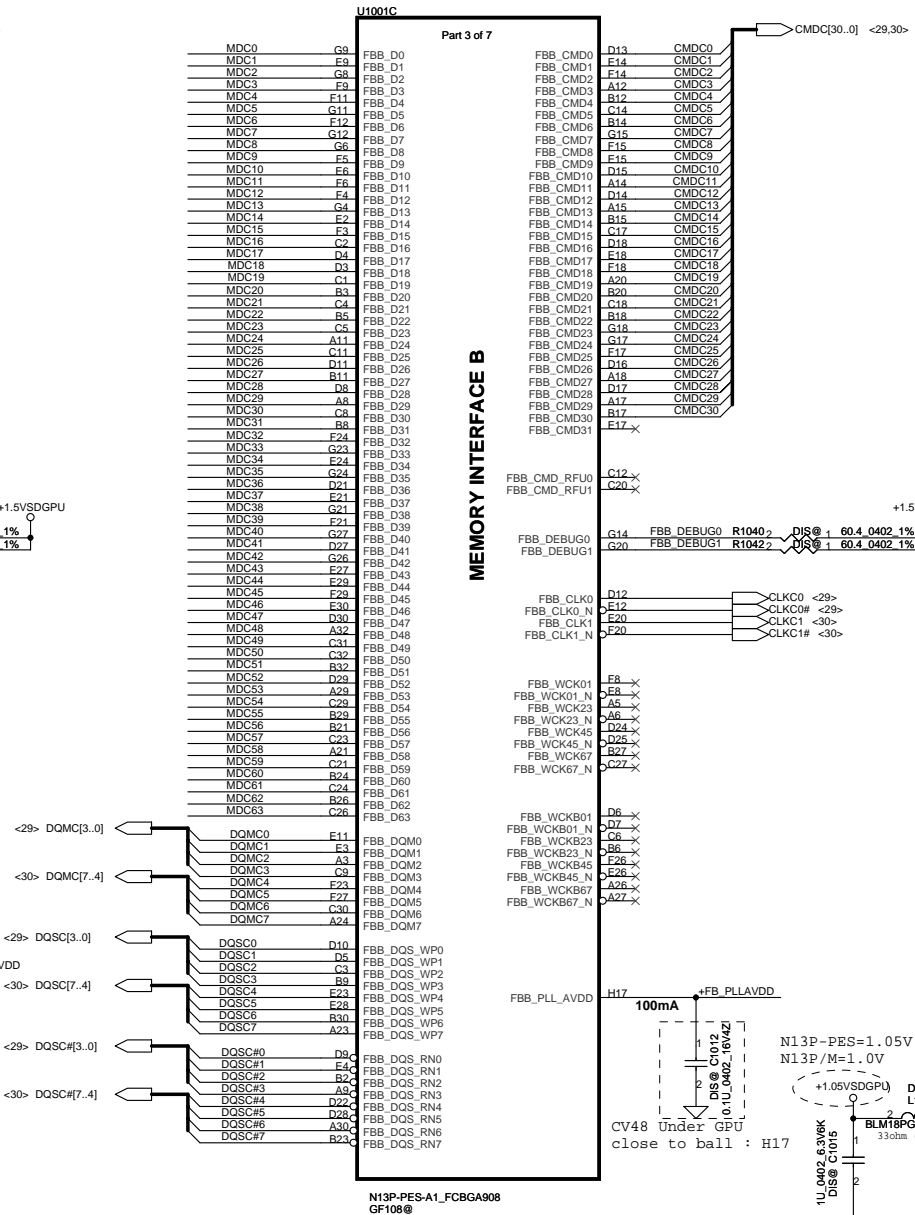 U1001C
Part 3 of 7
MEMORY INTERFACE B
MDC0 G9 FBB_D0
MDC1 E9 FBB_D1
MDC2 G8 FBB_D2
MDC3 F9 FBB_D3
MDC4 F11 FBB_D4
MDC5 G11 FBB_D5
MDC6 F12 FBB_D6
MDC7 G12 FBB_D7
MDC8 G6 FBB_D8
MDC9 F5 FBB_D9
MDC10 E6 FBB_D10
MDC11 F6 FBB_D11
MDC12 F4 FBB_D12
MDC13 G4 FBB_D13
MDC14 E2 FBB_D14
MDC15 F3 FBB_D15
MDC16 C2 FBB_D16
MDC17 D4 FBB_D17
MDC18 D3 FBB_D18
MDC19 C1 FBB_D19
MDC20 B3 FBB_D20
MDC21 C4 FBB_D21
MDC22 B5 FBB_D22
MDC23 C5 FBB_D23
MDC24 A11 FBB_D24
MDC25 C11 FBB_D25
MDC26 D11 FBB_D26
MDC27 B11 FBB_D27
MDC28 D8 FBB_D28
MDC29 A8 FBB_D29
MDC30 C8 FBB_D30
MDC31 B8 FBB_D31
MDC32 F24 FBB_D32
MDC33 G23 FBB_D33
MDC34 E24 FBB_D34
MDC35 G24 FBB_D35
MDC36 D21 FBB_D36
MDC37 E21 FBB_D37
MDC38 G21 FBB_D38
MDC39 F21 FBB_D39
MDC40 G27 FBB_D40
MDC41 D27 FBB_D41
MDC42 G26 FBB_D42
MDC43 E27 FBB_D43
MDC44 E29 FBB_D44
MDC45 F29 FBB_D45
MDC46 E30 FBB_D46
MDC47 D30 FBB_D47
MDC48 A32 FBB_D48
MDC49 C31 FBB_D49
MDC50 C32 FBB_D50
MDC51 B32 FBB_D51
MDC52 D29 FBB_D52
MDC53 A29 FBB_D53
MDC54 C29 FBB_D54
MDC55 B29 FBB_D55
MDC56 B21 FBB_D56
MDC57 C23 FBB_D57
MDC58 A21 FBB_D58
MDC59 C21 FBB_D59
MDC60 B24 FBB_D60
MDC61 C24 FBB_D61
MDC62 B26 FBB_D62
MDC63 C26 FBB_D63
<29> DQMC[3..0]
<30> DQMC[7..4]
DQMC0 E11 FBB_DQM0
DQMC1 E3 FBB_DQM1
DQMC2 A3 FBB_DQM2
DQMC3 C9 FBB_DQM3
DQMC4 F23 FBB_DQM4
DQMC5 F27 FBB_DQM5
DQMC6 C30 FBB_DQM6
DQMC7 A24 FBB_DQM7
<29> DQSC[3..0]
VDD
<30> DQSC[7..4]
DQSC0 D10 FBB_DQS_WP0
DQSC1 D5 FBB_DQS_WP1
DQSC2 C3 FBB_DQS_WP2
DQSC3 B9 FBB_DQS_WP3
DQSC4 E23 FBB_DQS_WP4
DQSC5 E28 FBB_DQS_WP5
DQSC6 B30 FBB_DQS_WP6
DQSC7 A23 FBB_DQS_WP7
<29> DQSC#[3..0]
<30> DQSC#[7..4]
DQSC#0 D9 FBB_DQS_RN0
DQSC#1 E4 FBB_DQS_RN1
DQSC#2 B2 FBB_DQS_RN2
DQSC#3 A9 FBB_DQS_RN3
DQSC#4 D22 FBB_DQS_RN4
DQSC#5 D28 FBB_DQS_RN5
DQSC#6 A30 FBB_DQS_RN6
DQSC#7 B23 FBB_DQS_RN7
+1.5VSDGPU
_1%
_1%
CMDC[30..0] <29,30>
FBB_CMD0 D13 CMDC0
FBB_CMD1 E14 CMDC1
FBB_CMD2 F14 CMDC2
FBB_CMD3 A12 CMDC3
FBB_CMD4 B12 CMDC4
FBB_CMD5 C14 CMDC5
FBB_CMD6 B14 CMDC6
FBB_CMD7 G15 CMDC7
FBB_CMD8 F15 CMDC8
FBB_CMD9 E15 CMDC9
FBB_CMD10 D15 CMDC10
FBB_CMD11 A14 CMDC11
FBB_CMD12 D14 CMDC12
FBB_CMD13 A15 CMDC13
FBB_CMD14 B15 CMDC14
FBB_CMD15 C17 CMDC15
FBB_CMD16 D18 CMDC16
FBB_CMD17 E18 CMDC17
FBB_CMD18 F18 CMDC18
FBB_CMD19 A20 CMDC19
FBB_CMD20 B20 CMDC20
FBB_CMD21 C18 CMDC21
FBB_CMD22 B18 CMDC22
FBB_CMD23 G18 CMDC23
FBB_CMD24 G17 CMDC24
FBB_CMD25 F17 CMDC25
FBB_CMD26 D16 CMDC26
FBB_CMD27 A18 CMDC27
FBB_CMD28 D17 CMDC28
FBB_CMD29 A17 CMDC29
FBB_CMD30 B17 CMDC30
FBB_CMD31 E17
FBB_CMD_RFU0 C12
FBB_CMD_RFU1 C20
+1.5
FBB_DEBUG0 G14 FBB_DEBUG0 R1040 2 DIS@ 1 60.4_0402_1%
FBB_DEBUG1 G20 FBB_DEBUG1 R1042 2 DIS@ 1 60.4_0402_1%
FBB_CLK0 D12 CLKC0 <29>
FBB_CLK0_N E12 CLKC0# <29>
FBB_CLK1 E20 CLKC1 <30>
FBB_CLK1_N F20 CLKC1# <30>
FBB_WCK01 F8
FBB_WCK01_N E8
FBB_WCK23 A5
FBB_WCK23_N A6
FBB_WCK45 D24
FBB_WCK45_N D25
FBB_WCK67 B27
FBB_WCK67_N C27
FBB_WCKB01 D6
FBB_WCKB01_N D7
FBB_WCKB23 C6
FBB_WCKB23_N B6
FBB_WCKB45 F26
FBB_WCKB45_N E26
FBB_WCKB67 A26
FBB_WCKB67_N A27
FBB_PLL_AVDD H17 +FB_PLLAVDD
100mA
1
2
DIS@ C1012
0.1U_0402_16V4Z
CV48 Under GPU
close to ball : H17
N13P-PES=1.05V
N13P/M=1.0V
+1.05VSDGPU
D
L1
2
BLM18PG
33ohm
1
2
1U_0402_6.3V6K
DIS@ C1015
N13P-PES-A1_FCBGA908
GF108@